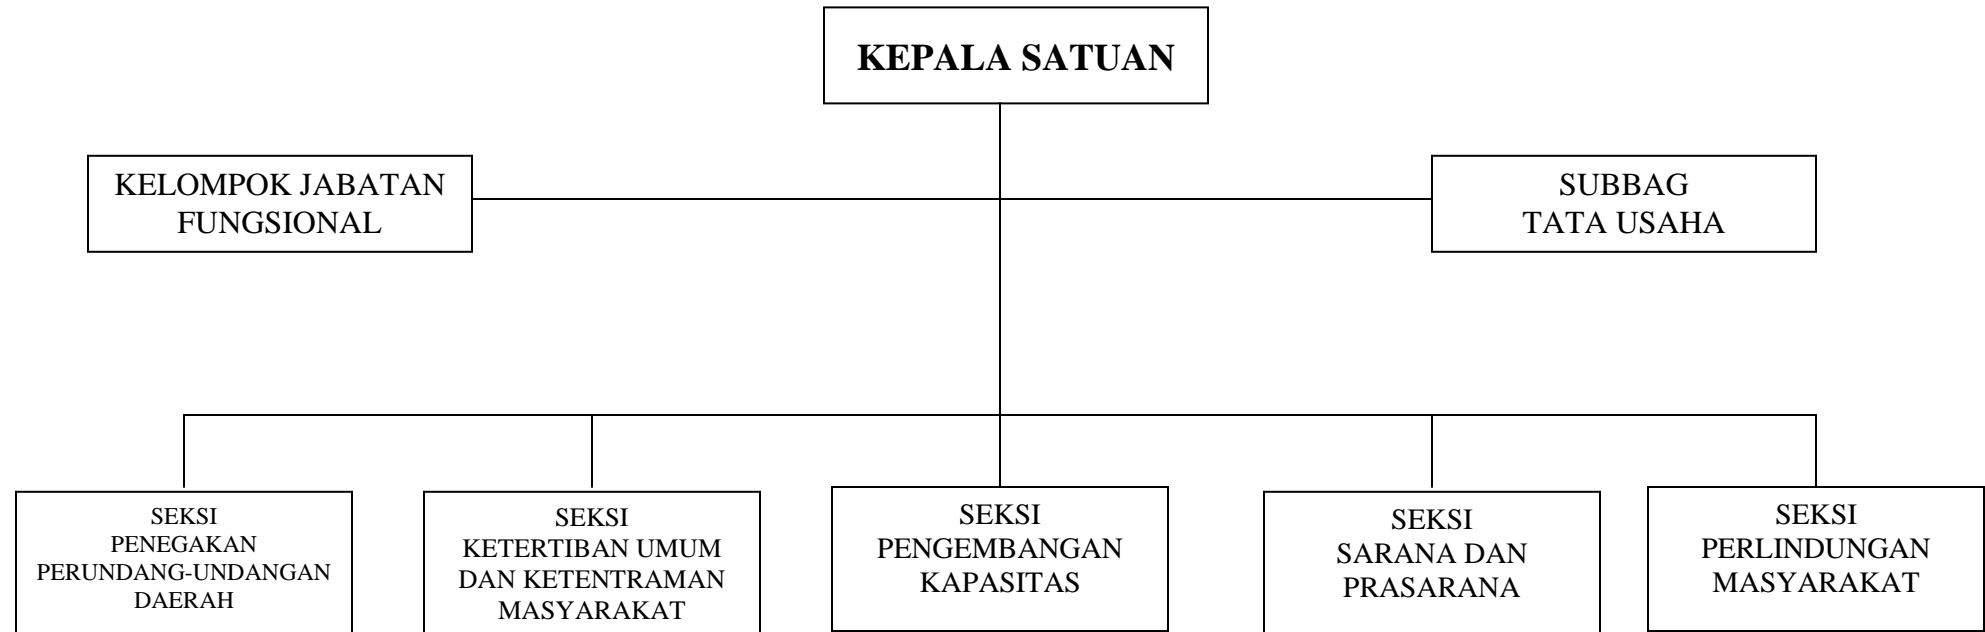 KEPALA SATUAN
KELOMPOK JABATAN
FUNGSIONAL
SUBBAG
TATA USAHA
SEKSI
PENEGAKAN
PERUNDANG-UNDANGAN
DAERAH
SEKSI
KETERTIBAN UMUM
DAN KETENTRAMAN
MASYARAKAT
SEKSI
PENGEMBANGAN
KAPASITAS
SEKSI
SARANA DAN
PRASARANA
SEKSI
PERLINDUNGAN
MASYARAKAT